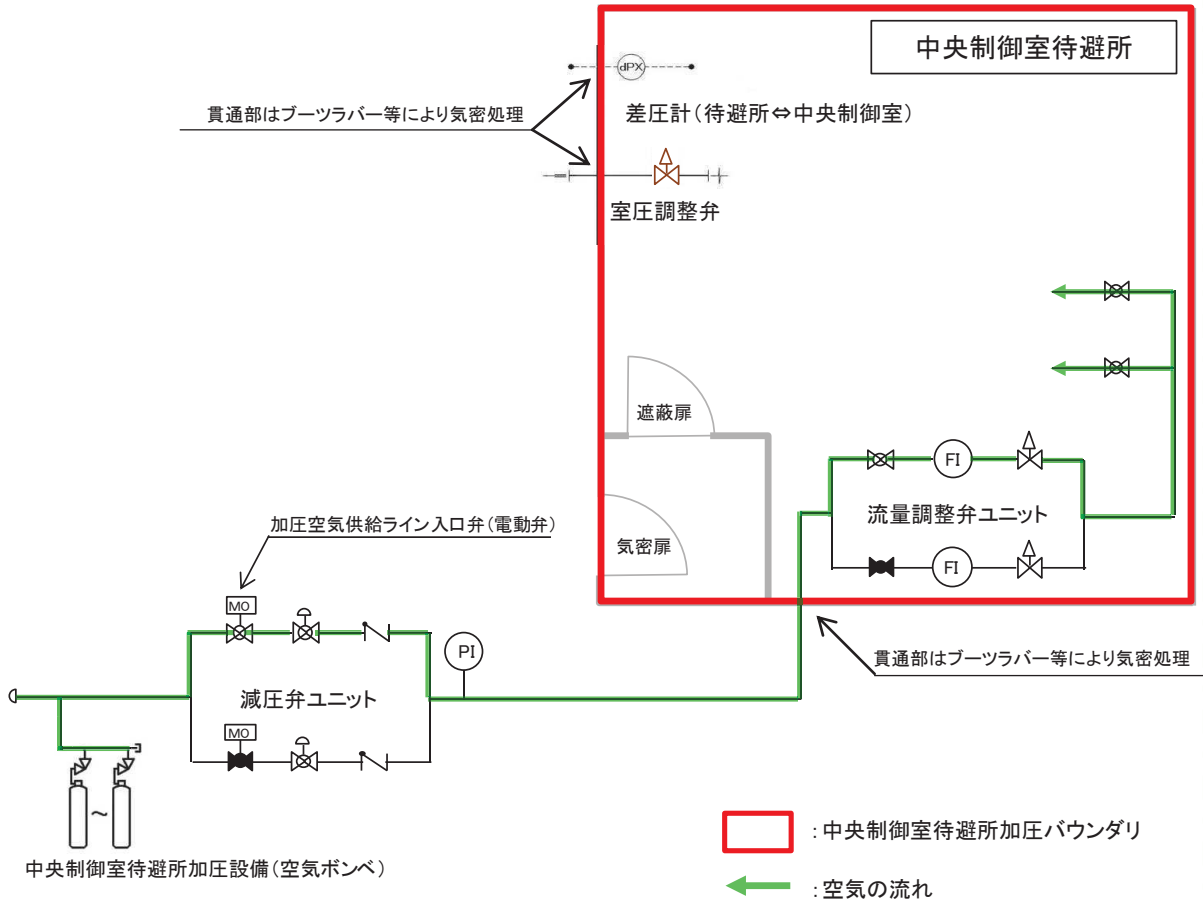 中央制御室待避所
dPX
貫通部はブーツラバー等により気密処理
差圧計(待避所⇔中央制御室)
室圧調整弁
遮蔽扉
FI
流量調整弁ユニット
加圧空気供給ライン入口弁(電動弁)
気密扉
FI
MO
PI
貫通部はブーツラバー等により気密処理
減圧弁ユニット
MO
~
:中央制御室待避所加圧バウンダリ
中央制御室待避所加圧設備(空気ボンベ)
:空気の流れ